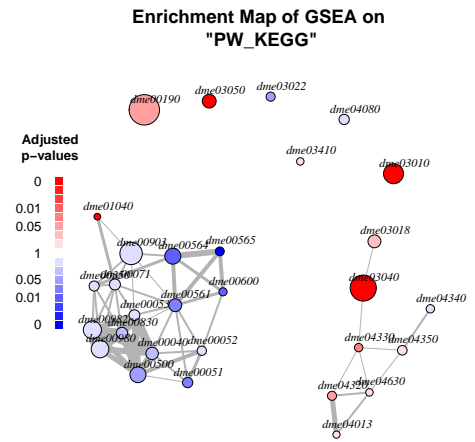 Enrichment Map of GSEA on
"PW_KEGG"
dme03050
dme03022
dme00190
dme04080
dme03410
Adjusted
p−values
0
0.01
0.05
1
0.05
0.01
0
dme03010
dme01040
dme03018
dme00903
dme00564
dme00565
dme03040
dme00071
dme00600
dme00561
dme04340
dme00830
dme00980
dme00040
dme00052
dme04330
dme04350
dme00500
dme00051
dme04320
dme04630
dme04013